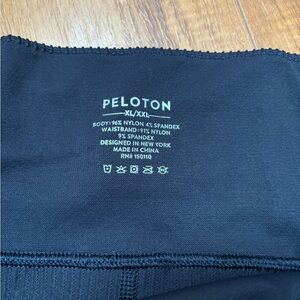 PELOTON
XL/XXL
BODY: 96% NYLON 4% SPANDEX
WAISTBAND: 91% NYLON
9% SPANDEX
DESIGNED IN NEW YORK
MADE IN CHINA
RN# 150110